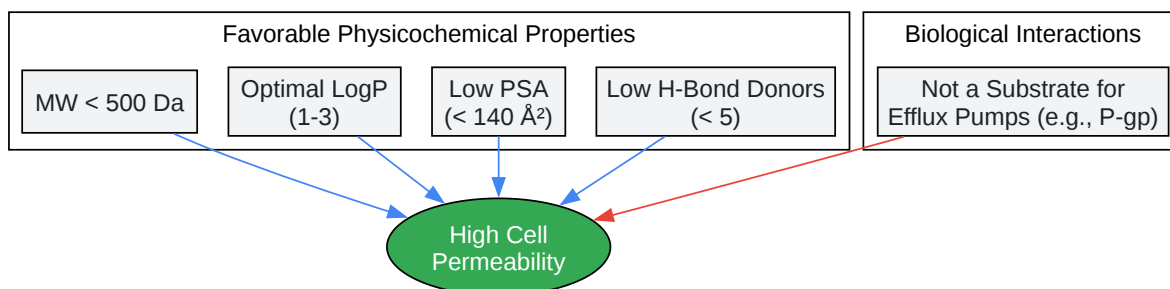 Favorable Physicochemical Properties
MW < 500 Da
Optimal LogP
(1-3)
Low PSA
(< 140 Å²)
Low H-Bond Donors
(< 5)
Biological Interactions
Not a Substrate for
Efflux Pumps (e.g., P-gp)
High Cell
Permeability